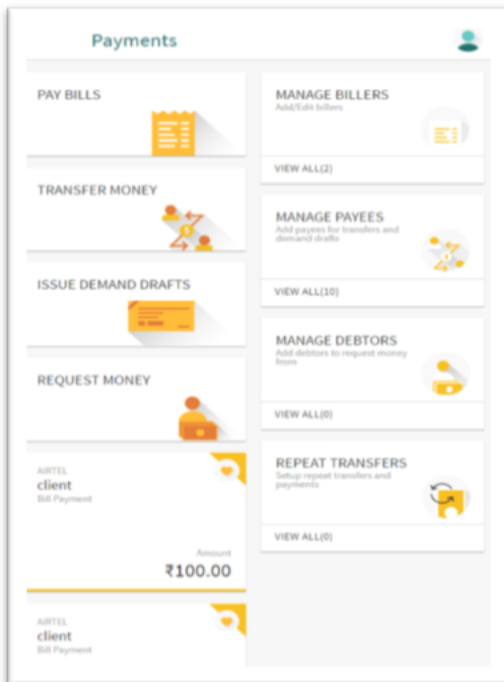 Payments
PAY BILLS
TRANSFER MONEY
ISSUE DEMAND DRAFTS
REQUEST MONEY
AIRTEL
client
Bill Payment
Amount
₹100.00
AIRTEL
client
Bill Payment
MANAGE BILLERS
Add/Edit billers
VIEW ALL(2)
MANAGE PAYEES
Add payees for transfers and
demand drafts
VIEW ALL(10)
MANAGE DEBTORS
Add debtors to request money
from
VIEW ALL(0)
REPEAT TRANSFERS
Setup repeat transfers and
payments
VIEW ALL(0)